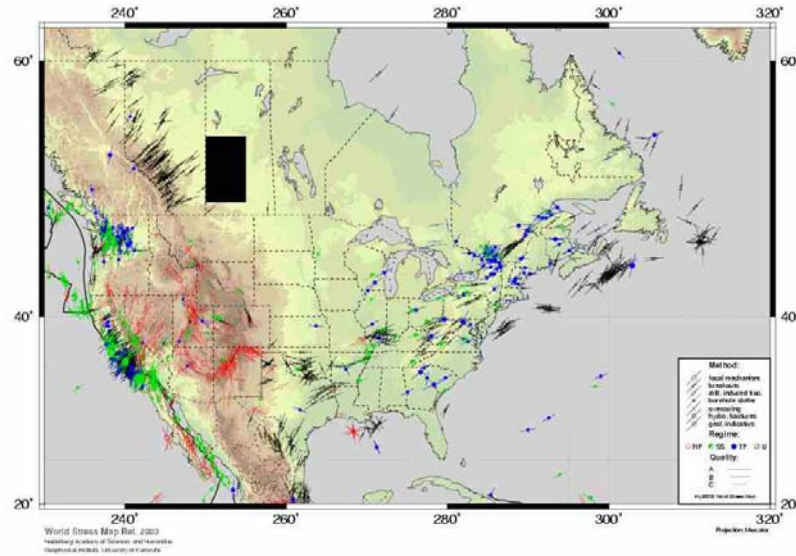 240˚ 260˚ 280˚ 300˚ 320˚
60˚ 60˚
40˚ 40˚
Method:
focal mechanism
breakouts
drill. induced frac.
borehole slotter
overcoring
hydro. fractures
geol. indicators
Regime:
NF SS TF U
Quality:
A
B
C
20˚ 20˚
240˚ 260˚ 280˚ 300˚ 320˚
World Stress Map Rel. 2003
Heidelberg Academy of Sciences and Humanities
Geophysical Institute, University of Karlsruhe
Projection: Mercator